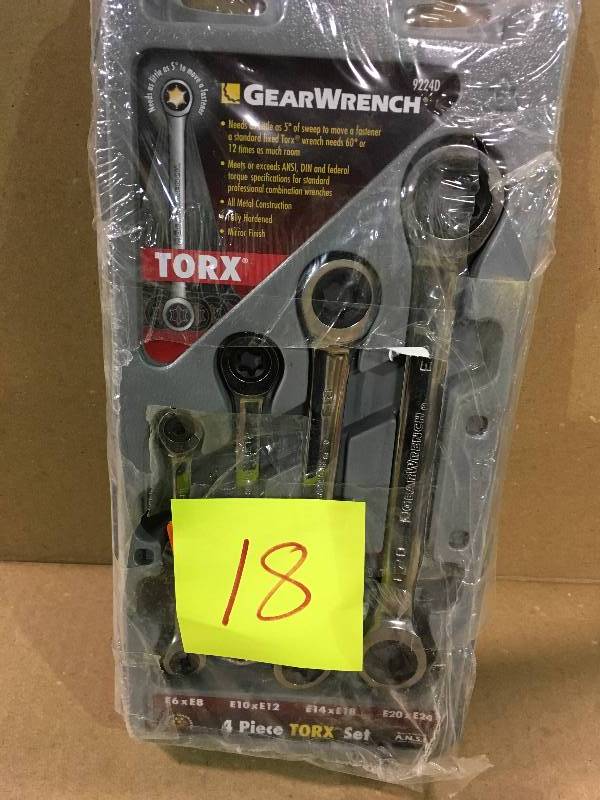 Needs as little as 5° to move a fastener
9224D
GEARWRENCH
• Needs as little as 5° of sweep to move a fastener
a standard fixed Torx® wrench needs 60° or
12 times as much room
• Meets or exceeds ANSI, DIN and federal
torque specifications for standard
professional combination wrenches
• All Metal Construction
• Fully Hardened
• Mirror Finish
TORX®
GEARWRENCH
18
E6 x E8 E10 x E12 E14 x E18 E20 x E24
4 Piece TORX Set
A.N.S.I.